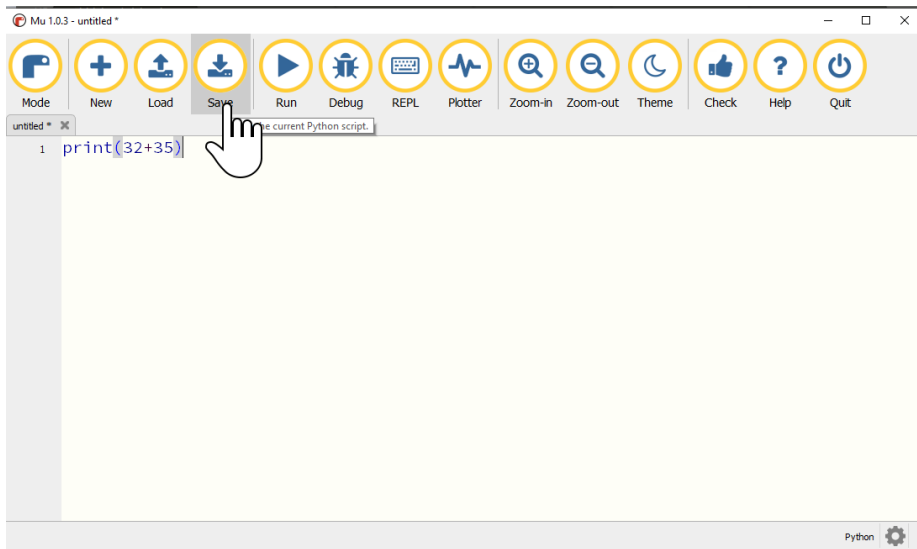 Mu 1.0.3 - untitled *
Mode New Load Save Run Debug REPL Plotter Zoom-in Zoom-out Theme Check Help Quit
untitled *
current Python script.
1 print(32+35)
Python